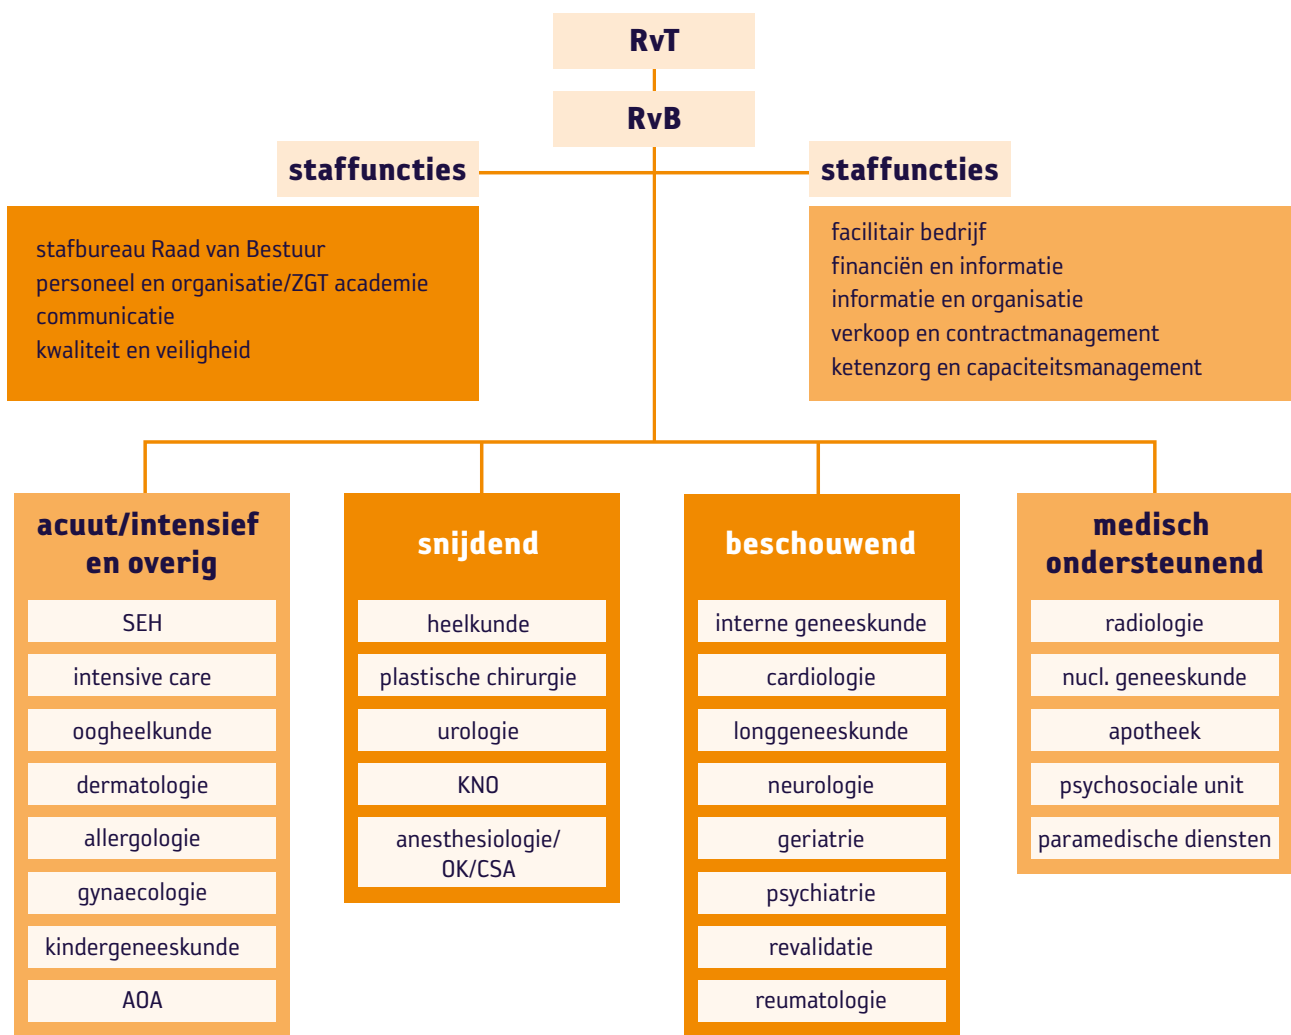 RvT
RvB
staffuncties
staffuncties
stafbureau Raad van Bestuur
personeel en organisatie/ZGT academie
communicatie
kwaliteit en veiligheid
facilitair bedrijf
financiën en informatie
informatie en organisatie
verkoop en contractmanagement
ketenzorg en capaciteitsmanagement
acuut/intensief
en overig
SEH
intensive care
oogheelkunde
dermatologie
allergologie
gynaecologie
kindergeneeskunde
AOA
snijdend
heelkunde
plastische chirurgie
urologie
KNO
anesthesiologie/
OK/CSA
beschouwend
interne geneeskunde
cardiologie
longgeneeskunde
neurologie
geriatrie
psychiatrie
revalidatie
reumatologie
medisch
ondersteunend
radiologie
nucl. geneeskunde
apotheek
psychosociale unit
paramedische diensten